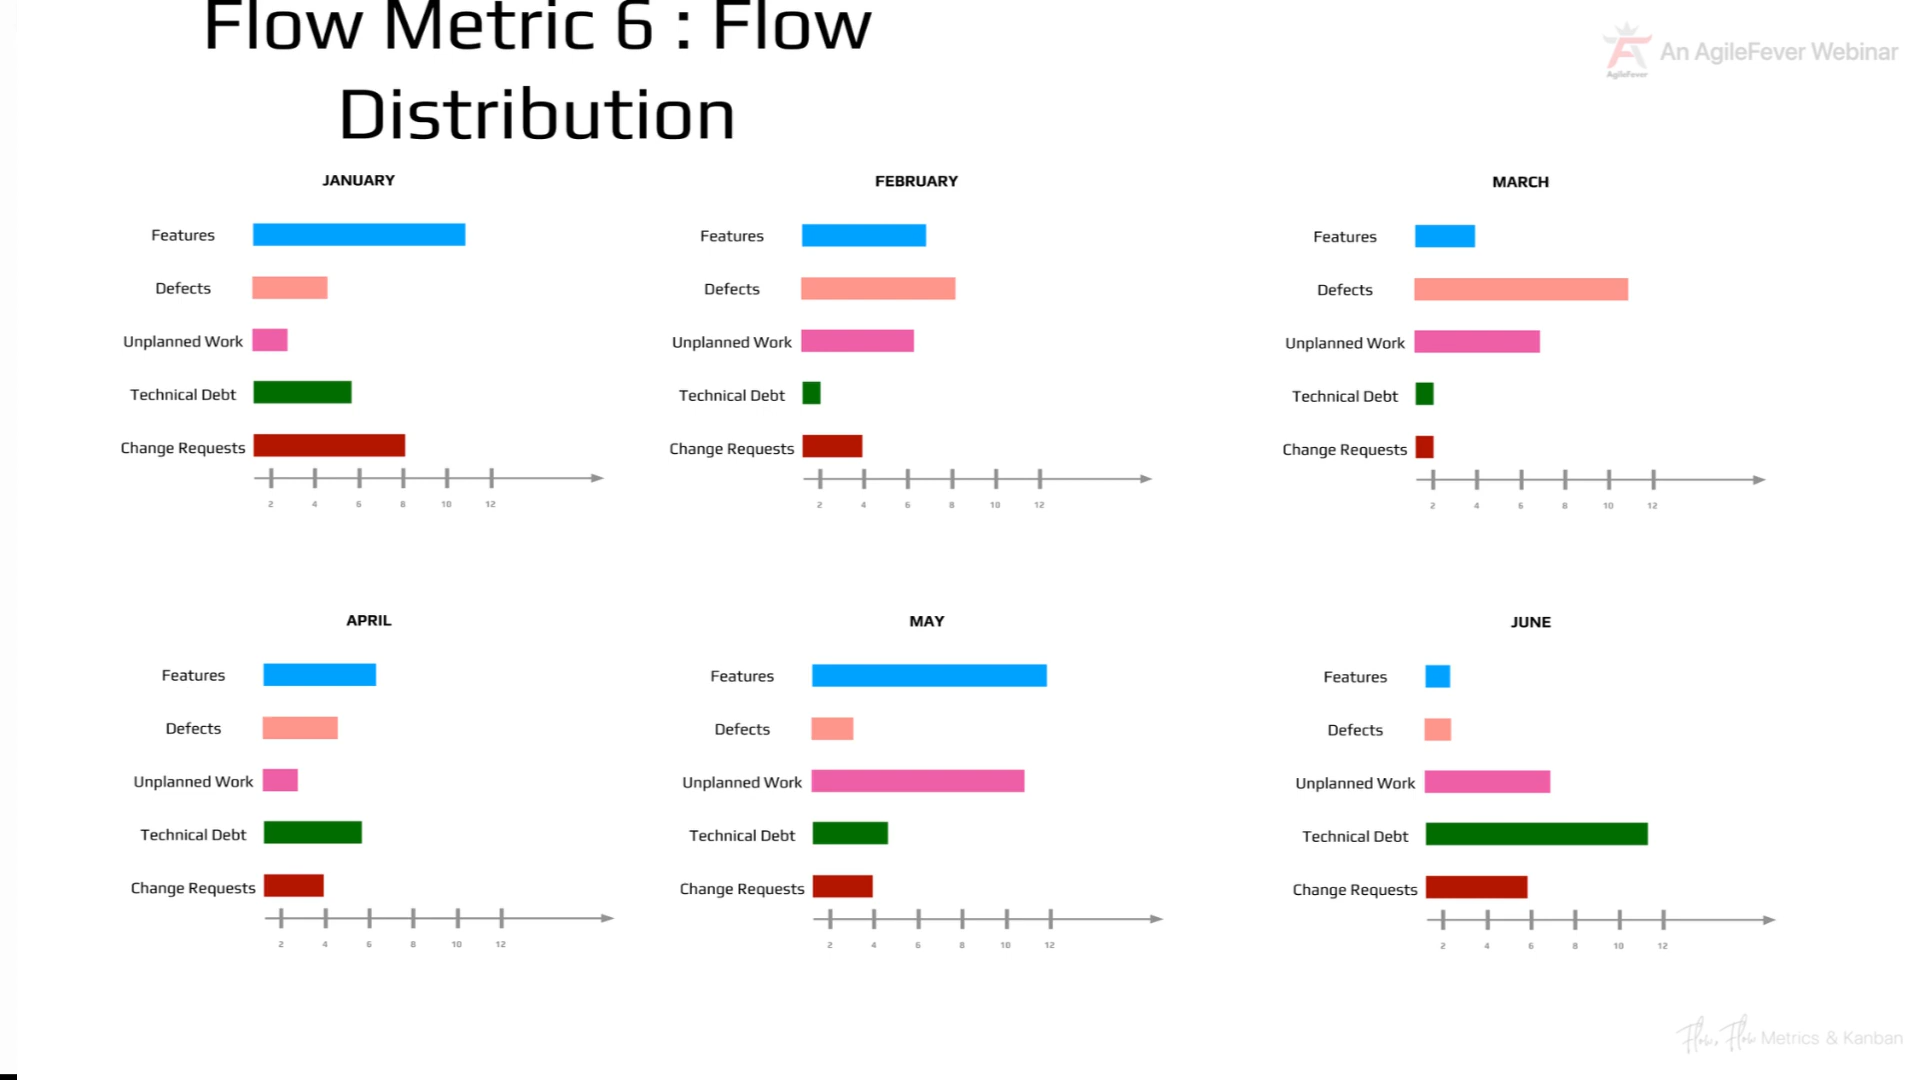 Flow Metric 6 : Flow
Distribution
An AgileFever Webinar
AgileFever
JANUARY
Features
Defects
Unplanned Work
Technical Debt
Change Requests
2 4 6 8 10 12
FEBRUARY
Features
Defects
Unplanned Work
Technical Debt
Change Requests
2 4 6 8 10 12
MARCH
Features
Defects
Unplanned Work
Technical Debt
Change Requests
2 4 6 8 10 12
APRIL
Features
Defects
Unplanned Work
Technical Debt
Change Requests
2 4 6 8 10 12
MAY
Features
Defects
Unplanned Work
Technical Debt
Change Requests
2 4 6 8 10 12
JUNE
Features
Defects
Unplanned Work
Technical Debt
Change Requests
2 4 6 8 10 12
Flow, Flow Metrics & Kanban